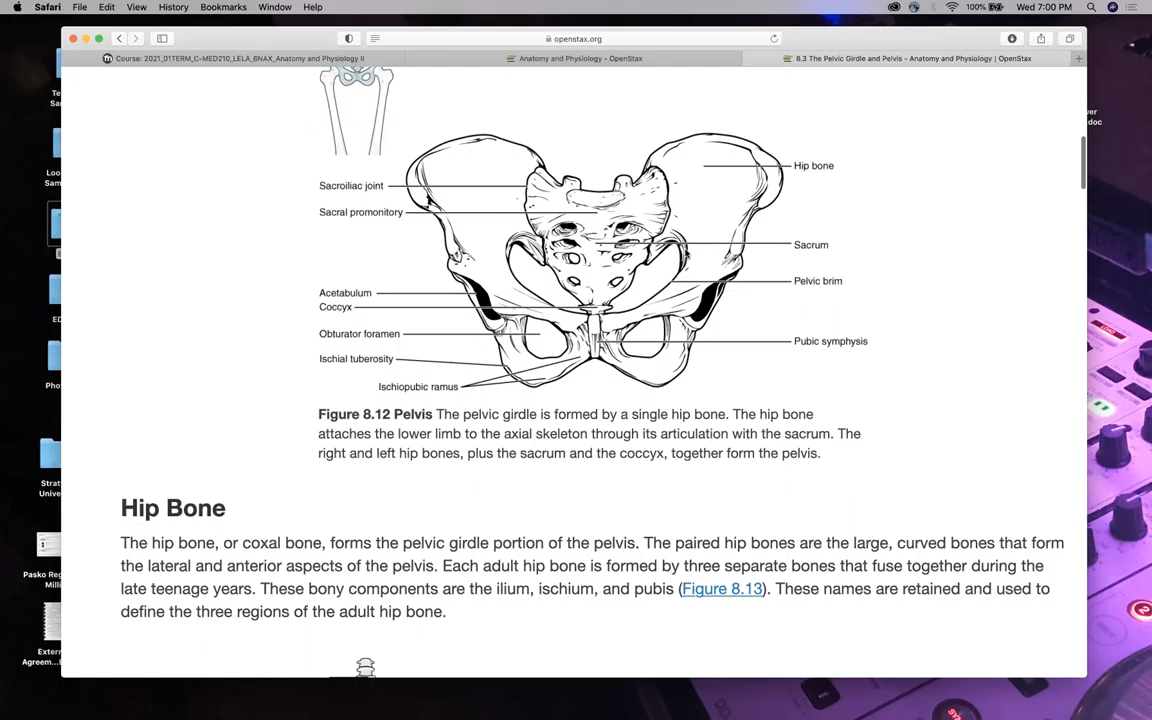 Safari File Edit View History Bookmarks Window Help
100% Wed 7:00 PM
openstax.org
Course: 2021_01TERM_C-MED210_LELA_6NAX_Anatomy and Physiology II
Anatomy and Physiology - OpenStax
8.3 The Pelvic Girdle and Pelvis - Anatomy and Physiology | OpenStax
Hip bone
Sacroiliac joint
Sacral promonitory
Sacrum
Pelvic brim
Acetabulum
Coccyx
Obturator foramen
Pubic symphysis
Ischial tuberosity
Ischiopubic ramus
Figure 8.12 Pelvis The pelvic girdle is formed by a single hip bone. The hip bone
attaches the lower limb to the axial skeleton through its articulation with the sacrum. The
right and left hip bones, plus the sacrum and the coccyx, together form the pelvis.
Hip Bone
The hip bone, or coxal bone, forms the pelvic girdle portion of the pelvis. The paired hip bones are the large, curved bones that form
the lateral and anterior aspects of the pelvis. Each adult hip bone is formed by three separate bones that fuse together during the
late teenage years. These bony components are the ilium, ischium, and pubis (Figure 8.13). These names are retained and used to
define the three regions of the adult hip bone.
Pasko Reg
Milli
Extern
Agreem...E
doc